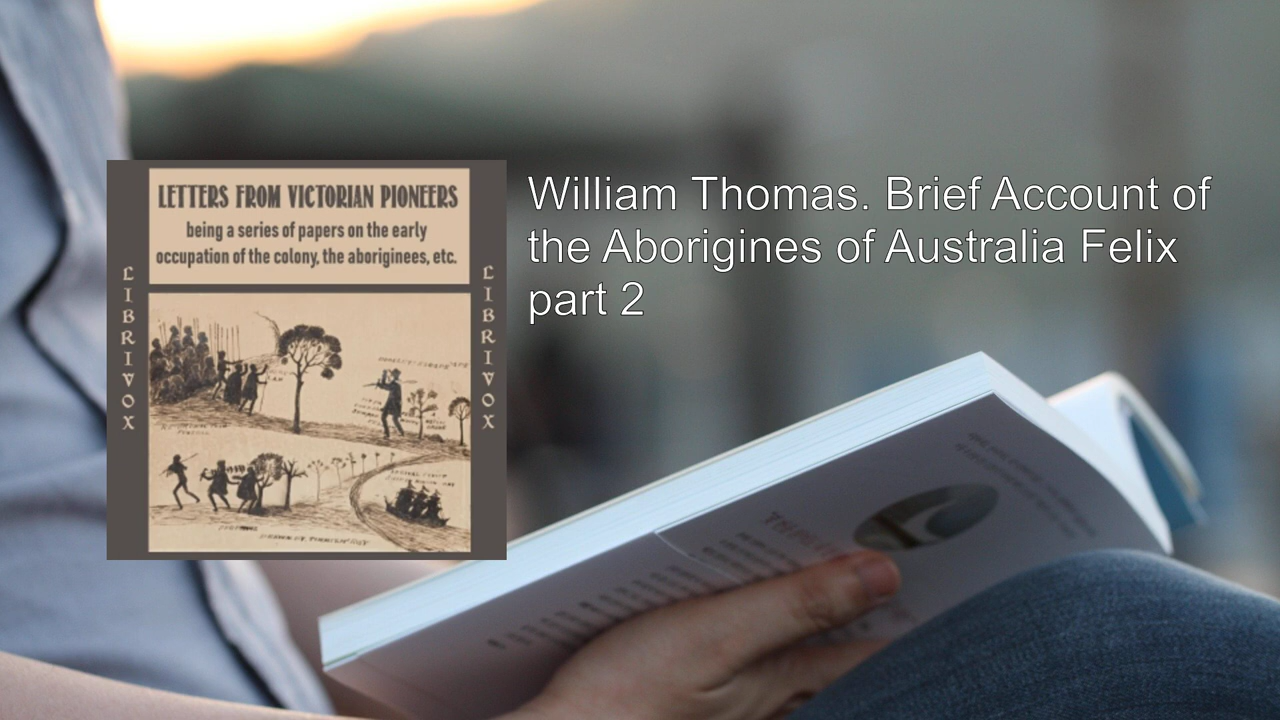 LETTERS FROM VICTORIAN PIONEERS
being a series of papers on the early
occupation of the colony, the aboriginees, etc.
LIBRIVOX
LIBRIVOX
William Thomas. Brief Account of
the Aborigines of Australia Felix
part 2